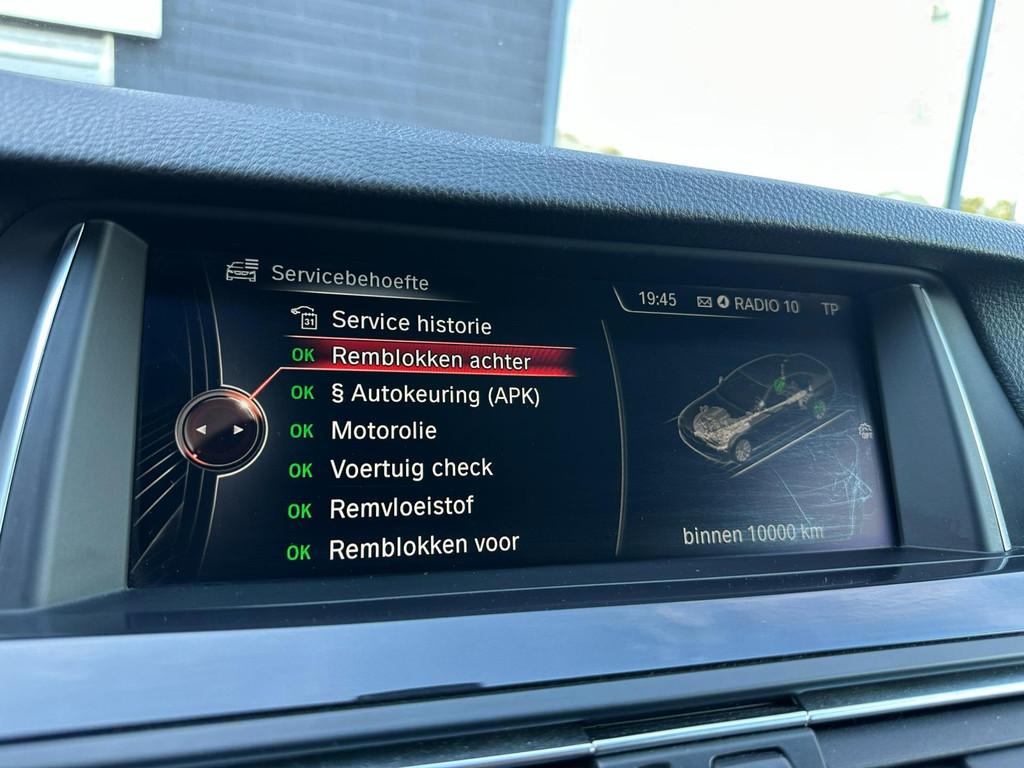 Servicebehoefte
19:45 RADIO 10 TP
31 Service historie
OK Remblokken achter
OK § Autokeuring (APK)
OK Motorolie
OK Voertuig check
OK Remvloeistof
OK Remblokken voor
binnen 10000 km